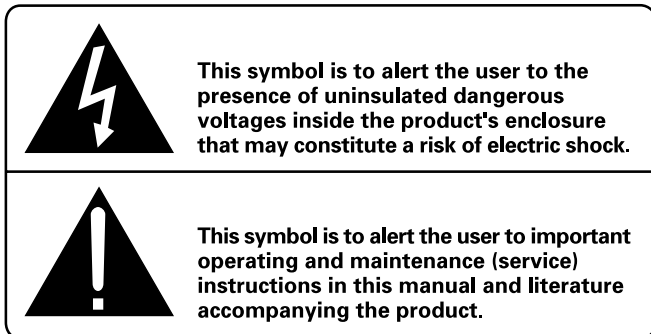 This symbol is to alert the user to the
presence of uninsulated dangerous
voltages inside the product's enclosure
that may constitute a risk of electric shock.
This symbol is to alert the user to important
operating and maintenance (service)
instructions in this manual and literature
accompanying the product.